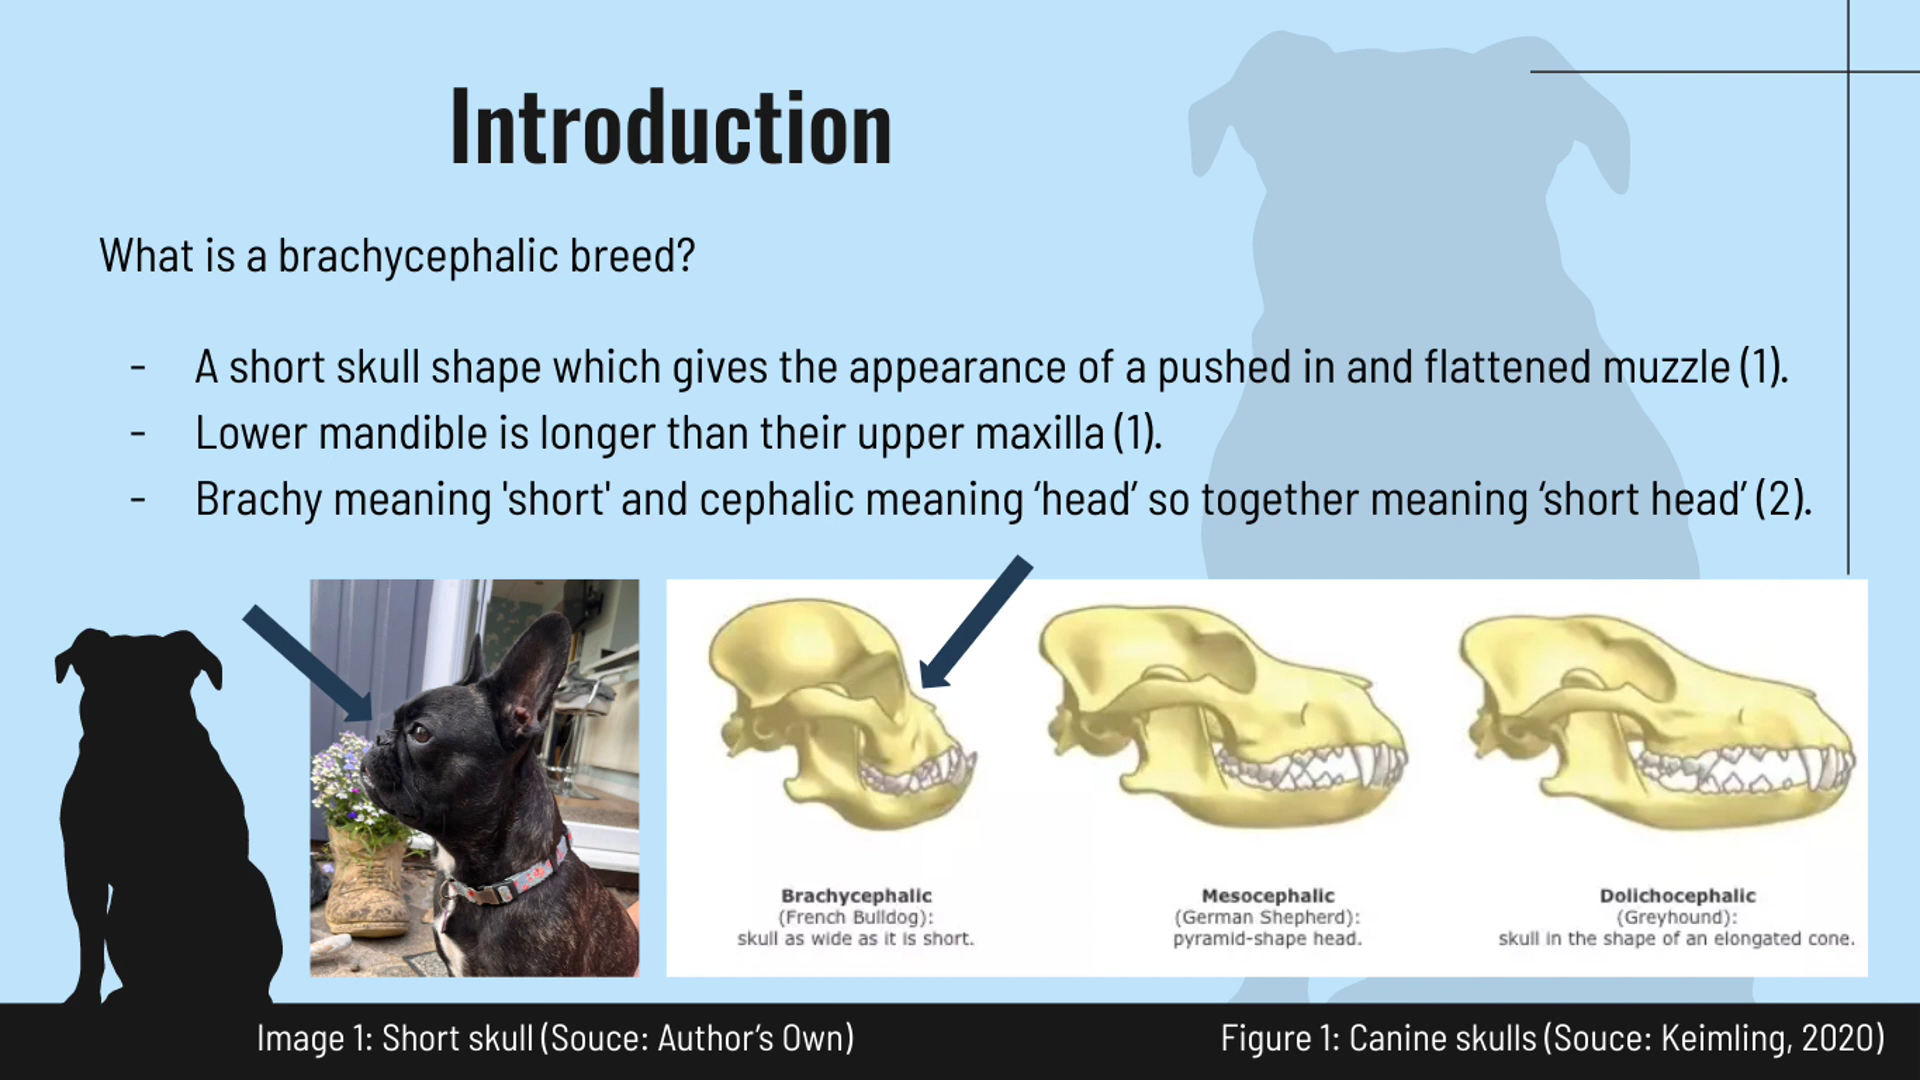 Introduction
What is a brachycephalic breed?
- A short skull shape which gives the appearance of a pushed in and flattened muzzle (1).
- Lower mandible is longer than their upper maxilla (1).
- Brachy meaning 'short' and cephalic meaning ‘head’ so together meaning ‘short head’ (2).
Brachycephalic
(French Bulldog):
skull as wide as it is short.
Mesocephalic
(German Shepherd):
pyramid-shape head.
Dolichocephalic
(Greyhound):
skull in the shape of an elongated cone.
Image 1: Short skull (Souce: Author’s Own)
Figure 1: Canine skulls (Souce: Keimling, 2020)